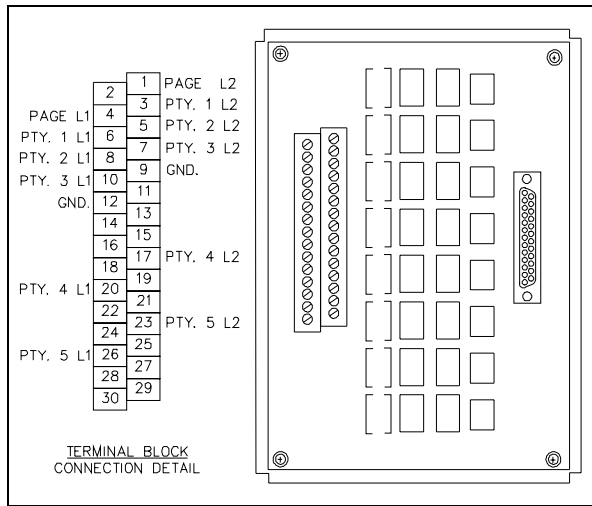 1 PAGE L2
2
3 PTY. 1 L2
PAGE L1 4
5 PTY. 2 L2
PTY. 1 L1 6
7 PTY. 3 L2
PTY. 2 L1 8
9 GND.
PTY. 3 L1 10
11
GND. 12
13
14
15
16
17 PTY. 4 L2
18
19
PTY. 4 L1 20
21
22
23 PTY. 5 L2
24
25
PTY. 5 L1 26
27
28
29
30
TERMINAL BLOCK
CONNECTION DETAIL